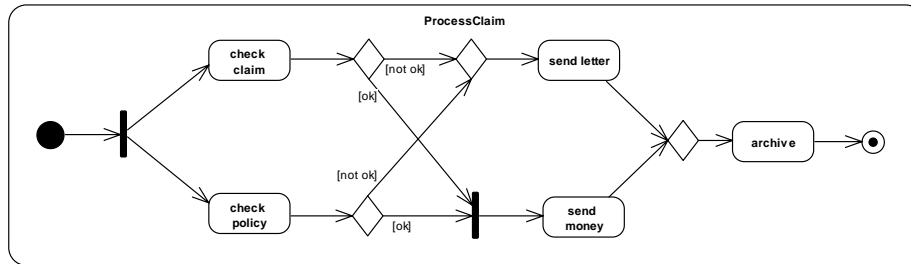 ProcessClaim
check
claim
[not ok]
send letter
[ok]
archive
[not ok]
check
policy
[ok]
send
money